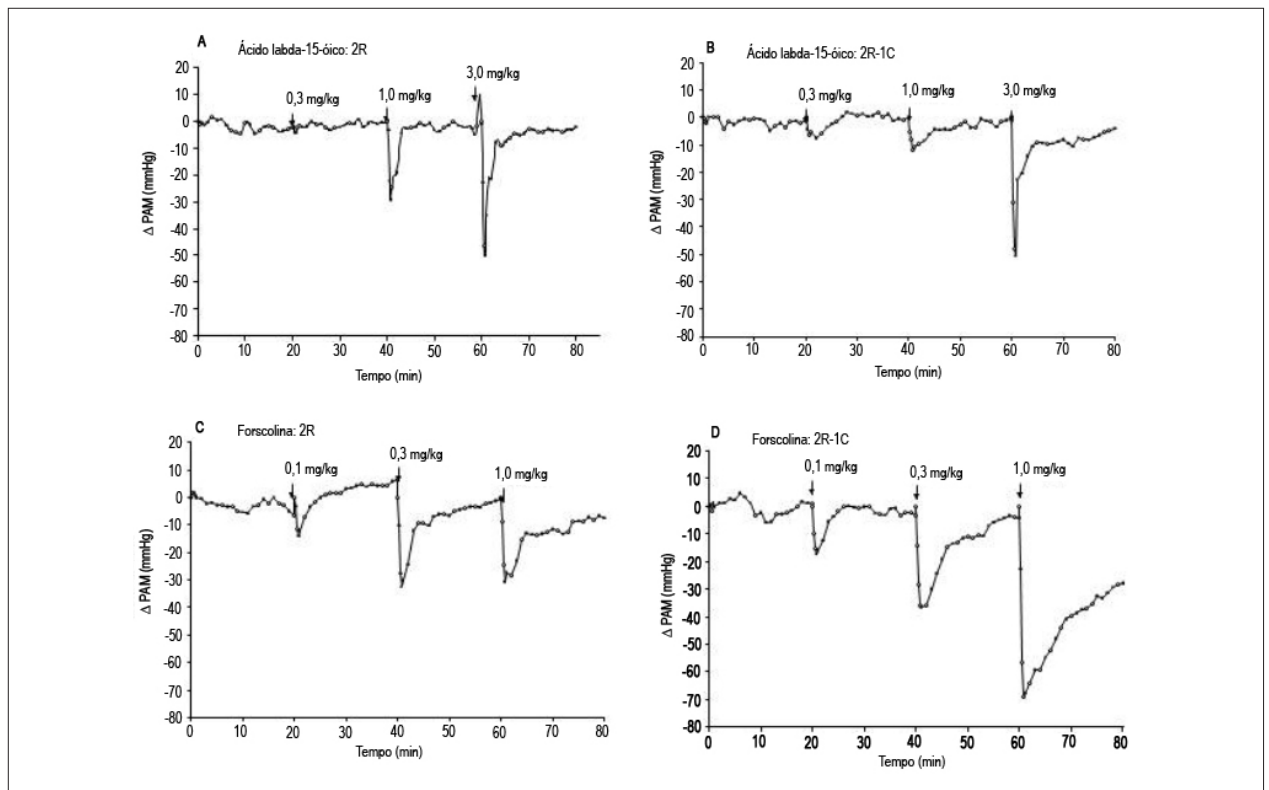 A
Ácido labda-15-óico: 2R
20
10
0
-10
-20
-30
-40
-50
-60
-70
-80
Δ PAM (mmHg)
0,3 mg/kg
1,0 mg/kg
3,0 mg/kg
0 10 20 30 40 50 60 70 80
Tempo (min)
B
Ácido labda-15-óico: 2R-1C
20
10
0
-10
-20
-30
-40
-50
-60
-70
-80
Δ PAM (mmHg)
0,3 mg/kg
1,0 mg/kg
3,0 mg/kg
0 10 20 30 40 50 60 70 80
Tempo (min)
C
Forscolina: 2R
20
10
0
-10
-20
-30
-40
-50
-60
-70
-80
Δ PAM (mmHg)
0,1 mg/kg
0,3 mg/kg
1,0 mg/kg
0 10 20 30 40 50 60 70 80
Tempo (min)
D
Forscolina: 2R-1C
20
10
0
-10
-20
-30
-40
-50
-60
-70
-80
Δ PAM (mmHg)
0,1 mg/kg
0,3 mg/kg
1,0 mg/kg
0 10 20 30 40 50 60 70 80
Tempo (min)